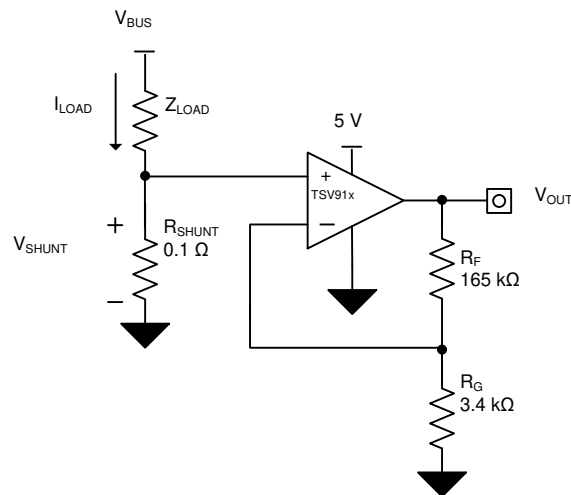 VBUS
ILOAD
ZLOAD
5 V
+
TSV91x
−
VOUT
+
VSHUNT
−
RSHUNT
0.1 Ω
RF
165 kΩ
RG
3.4 kΩ